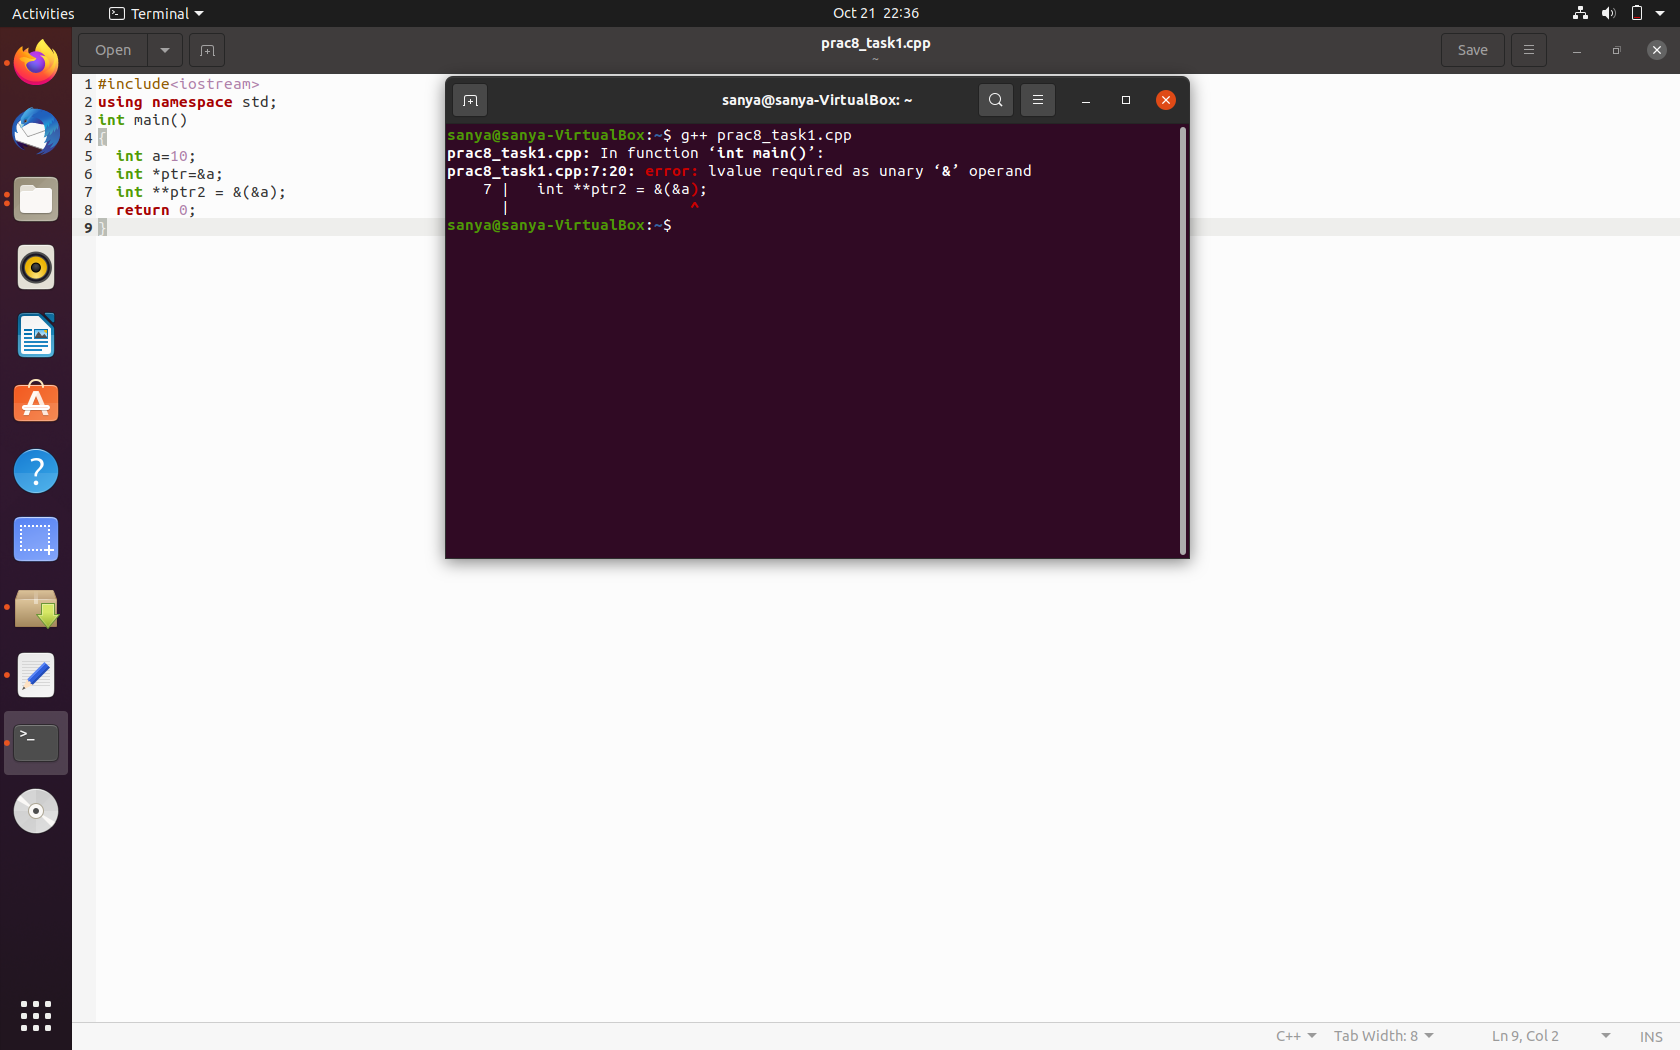 Activities
Terminal
Oct 21 22:36
Open
prac8_task1.cpp
~
Save
1 #include<iostream>
2 using namespace std;
3 int main()
4 {
5   int a=10;
6   int *ptr=&a;
7   int **ptr2 = &(&a);
8   return 0;
9 }
sanya@sanya-VirtualBox: ~
sanya@sanya-VirtualBox:~$ g++ prac8_task1.cpp
prac8_task1.cpp: In function ‘int main()’:
prac8_task1.cpp:7:20: error: lvalue required as unary ‘&’ operand
    7 |   int **ptr2 = &(&a);
      |                    ^
sanya@sanya-VirtualBox:~$
C++
Tab Width: 8
Ln 9, Col 2
INS